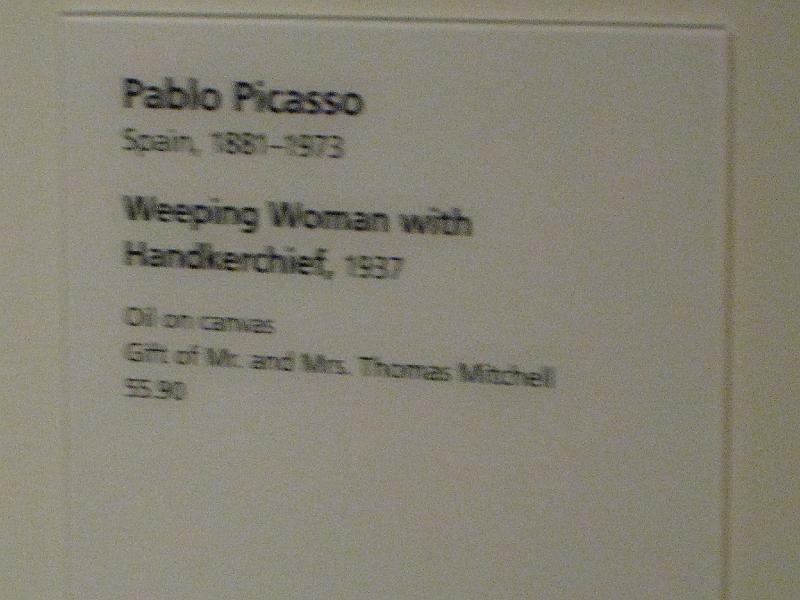 Pablo Picasso
Spain, 1881–1973
Weeping Woman with
Handkerchief, 1937
Oil on canvas
Gift of Mr. and Mrs. Thomas Mitchell
55.90